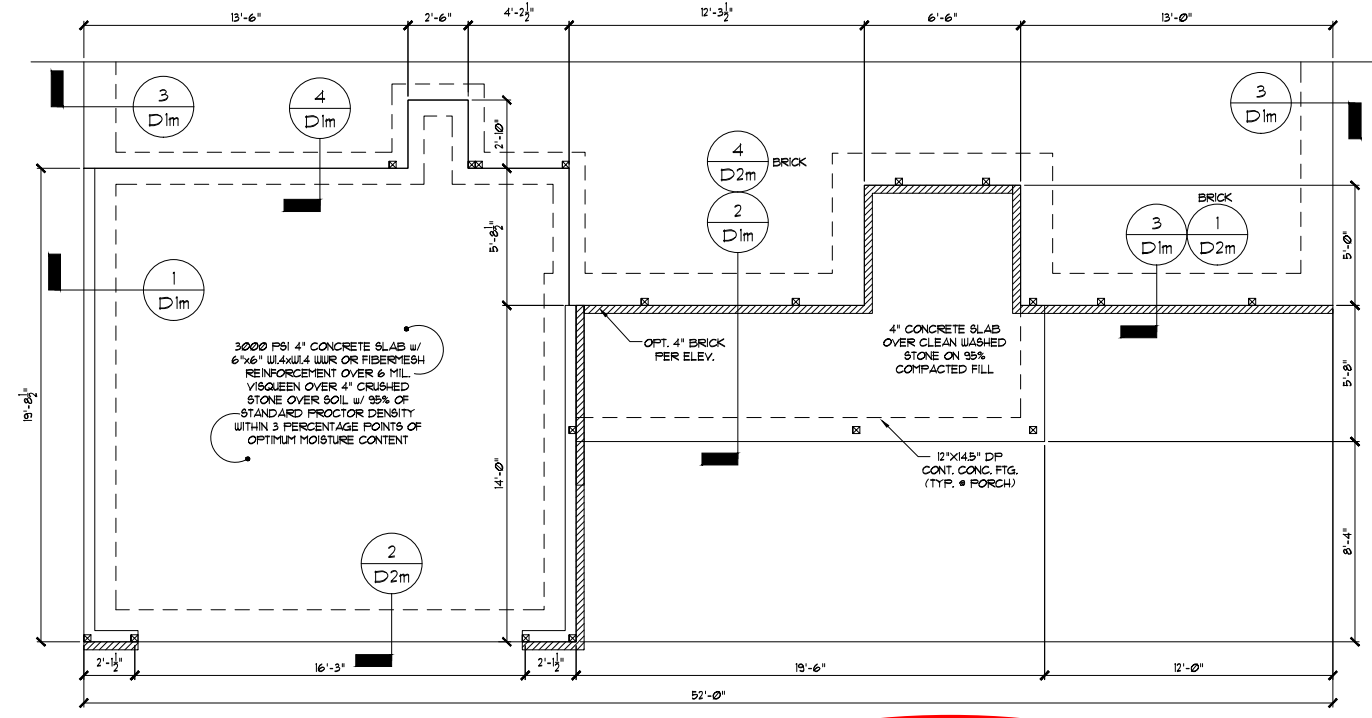 13'-6"
2'-6"
4'-2½"
12'-3½"
6'-6"
13'-0"
3
D1m
4
D1m
3
D1m
2'-10"
4
D2m
BRICK
2
D1m
BRICK
3
D1m
1
D2m
5'-8½"
5'-0"
1
D1m
3000 PSI 4" CONCRETE SLAB w/
6"x6" W1.4xW1.4 WWR OR FIBERMESH
REINFORCEMENT OVER 6 MIL.
VISQUEEN OVER 4" CRUSHED
STONE OVER SOIL w/ 95% OF
STANDARD PROCTOR DENSITY
WITHIN 3 PERCENTAGE POINTS OF
OPTIMUM MOISTURE CONTENT
OPT. 4" BRICK
PER ELEV.
4" CONCRETE SLAB
OVER CLEAN WASHED
STONE ON 95%
COMPACTED FILL
5'-8"
19'-8½"
14'-0"
12"X14.5" DP
CONT. CONC. FTG.
(TYP. @ PORCH)
8'-4"
2
D2m
2'-1½"
16'-3"
2'-1½"
19'-6"
12'-0"
52'-0"